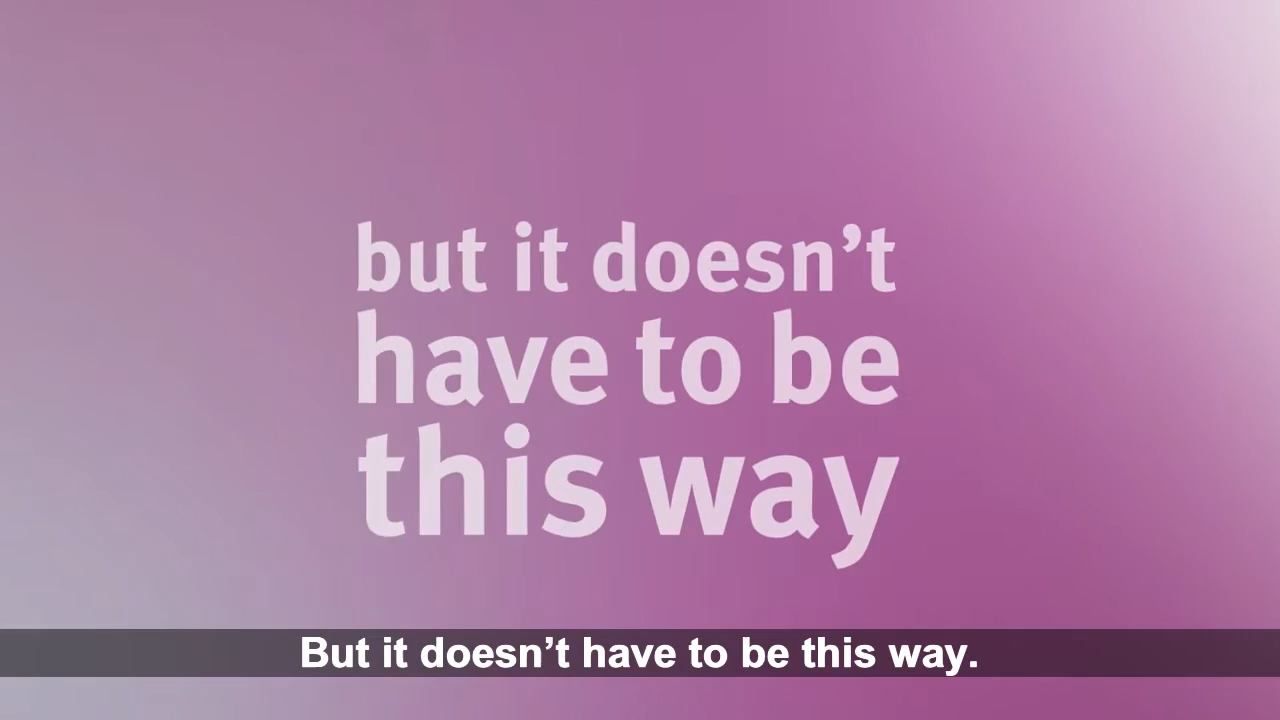 but it doesn’t
have to be
this way
But it doesn’t have to be this way.